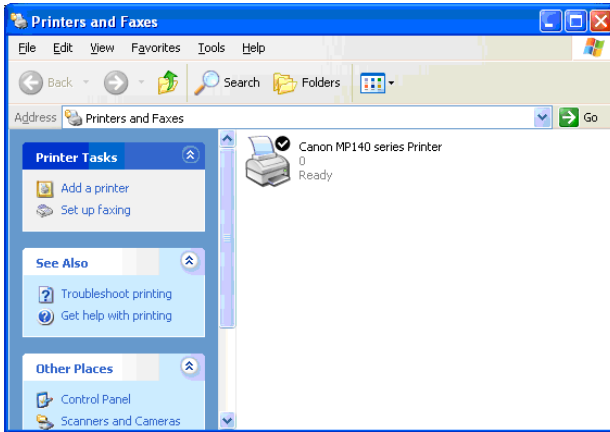 Printers and Faxes
File Edit View Favorites Tools Help
Back Search Folders
Address Printers and Faxes Go
Printer Tasks
Add a printer
Set up faxing
See Also
Troubleshoot printing
Get help with printing
Other Places
Control Panel
Scanners and Cameras
Canon MP140 series Printer
0
Ready